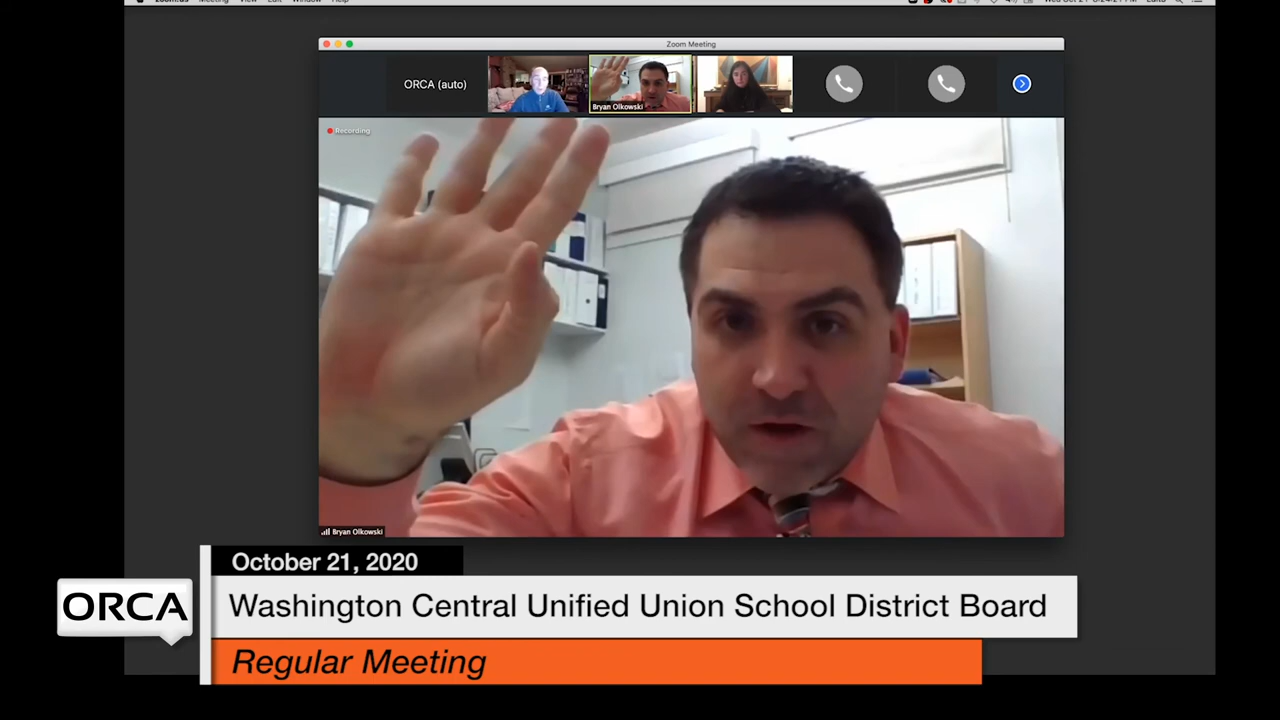 Zoom Meeting
ORCA (auto)
Bryan Olkowski
Recording
Bryan Olkowski
October 21, 2020
ORCA
Washington Central Unified Union School District Board
Regular Meeting